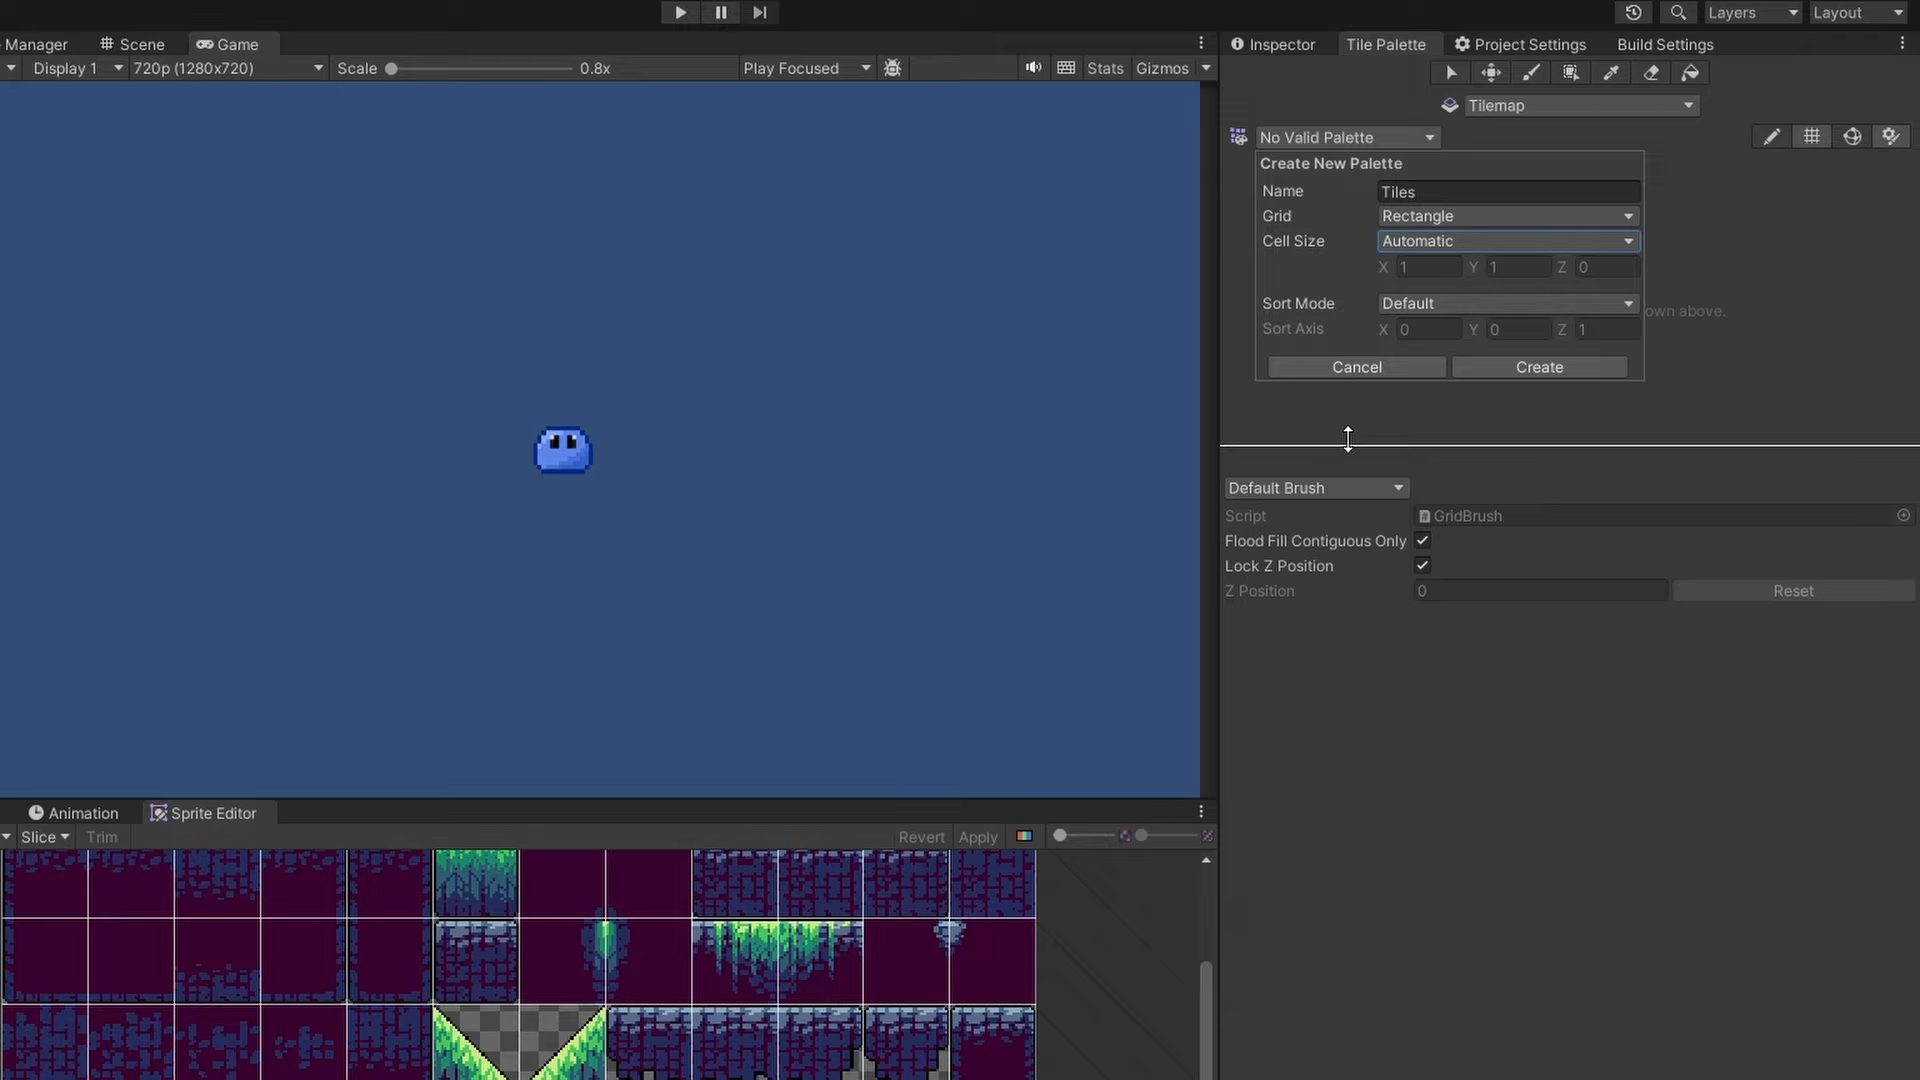 Layers Layout
Manager Scene Game Inspector Tile Palette Project Settings Build Settings
Display 1 720p (1280x720) Scale 0.8x Play Focused Stats Gizmos
Tilemap
No Valid Palette
Create New Palette
Name Tiles
Grid Rectangle
Cell Size Automatic
X 1 Y 1 Z 0
Sort Mode Default
own above.
Sort Axis X 0 Y 0 Z 1
Cancel Create
Default Brush
Script GridBrush
Flood Fill Contiguous Only
Lock Z Position
Z Position 0 Reset
Animation Sprite Editor
Slice Trim Revert Apply